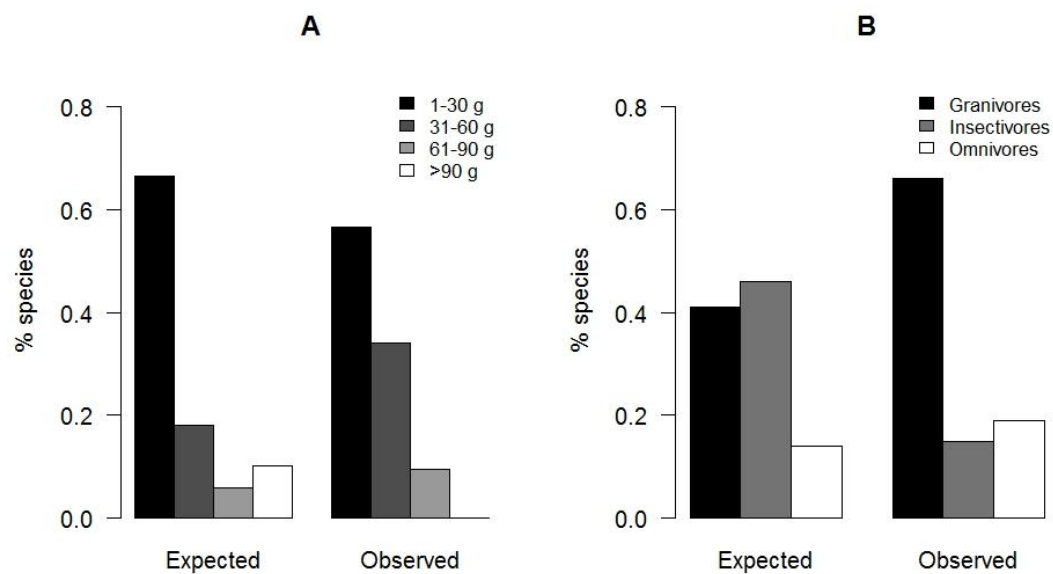 A
% species
0.8
0.6
0.4
0.2
0.0
1-30 g
31-60 g
61-90 g
>90 g
Expected
Observed
B
% species
0.8
0.6
0.4
0.2
0.0
Granivores
Insectivores
Omnivores
Expected
Observed